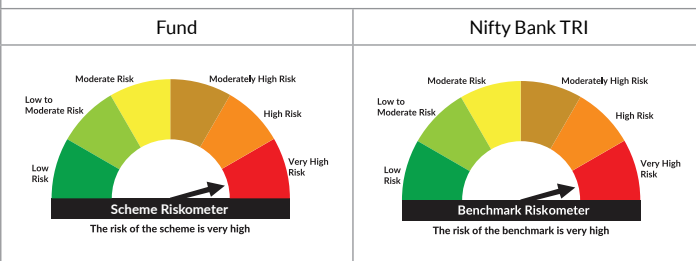 Fund
Nifty Bank TRI
Moderate Risk
Moderately High Risk
Low to
Moderate Risk
High Risk
Low
Risk
Very High
Risk
Scheme Riskometer
The risk of the scheme is very high
Moderate Risk
Moderately High Risk
Low to
Moderate Risk
High Risk
Low
Risk
Very High
Risk
Benchmark Riskometer
The risk of the benchmark is very high